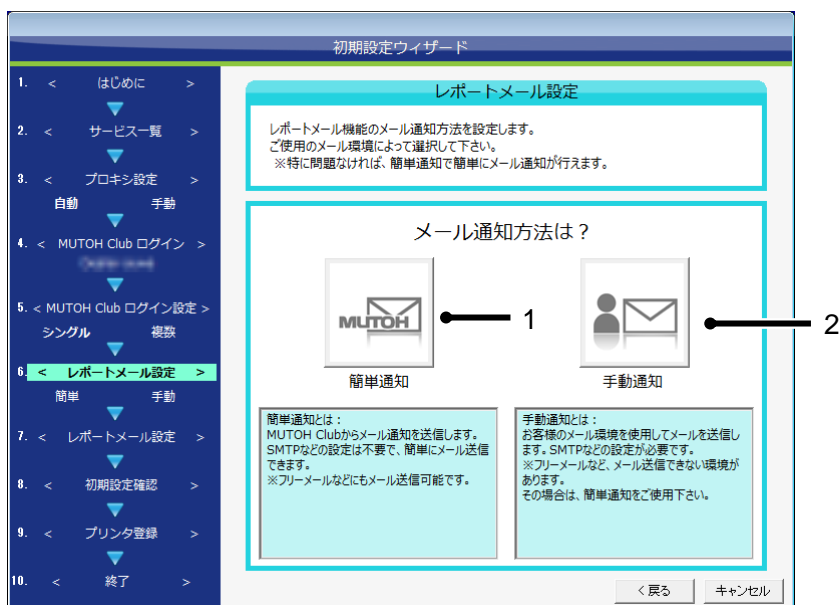 初期設定ウィザード
1. < はじめに >
2. < サービス一覧 >
3. < プロキシ設定 >
自動 手動
4. < MUTOH Club ログイン >
5. < MUTOH Club ログイン設定 >
シングル 複数
6. < レポートメール設定 >
簡単 手動
7. < レポートメール設定 >
8. < 初期設定確認 >
9. < プリンタ登録 >
10. < 終了 >
レポートメール設定
レポートメール機能のメール通知方法を設定します。
ご使用のメール環境によって選択して下さい。
※特に問題なければ、簡単通知で簡単にメール通知が行えます。
メール通知方法は？
MUTOH
1
2
簡単通知
手動通知
簡単通知とは：
MUTOH Clubからメール通知を送信します。
SMTPなどの設定は不要で、簡単にメール送信
できます。
※フリーメールなどにもメール送信可能です。
手動通知とは：
お客様のメール環境を使用してメールを送信し
ます。SMTPなどの設定が必要です。
※フリーメールなど、メール送信できない環境が
あります。
その場合は、簡単通知をご使用下さい。
< 戻る
キャンセル